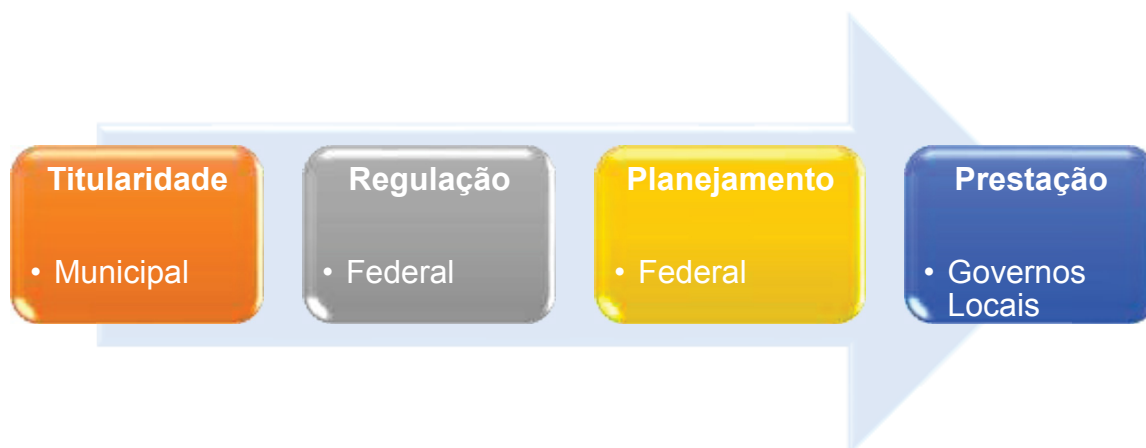 Titularidade
• Municipal
Regulação
• Federal
Planejamento
• Federal
Prestação
• Governos
Locais